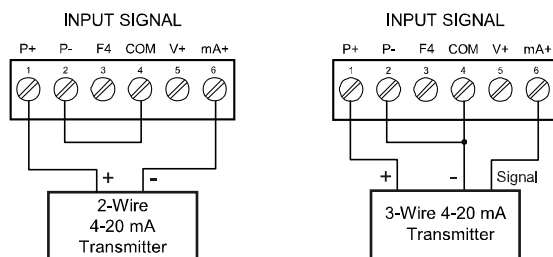 INPUT SIGNAL
P+ P- F4 COM V+ mA+
1 2 3 4 5 6
+ -
2-Wire
4-20 mA
Transmitter
INPUT SIGNAL
P+ P- F4 COM V+ mA+
1 2 3 4 5 6
+ - Signal
3-Wire 4-20 mA
Transmitter